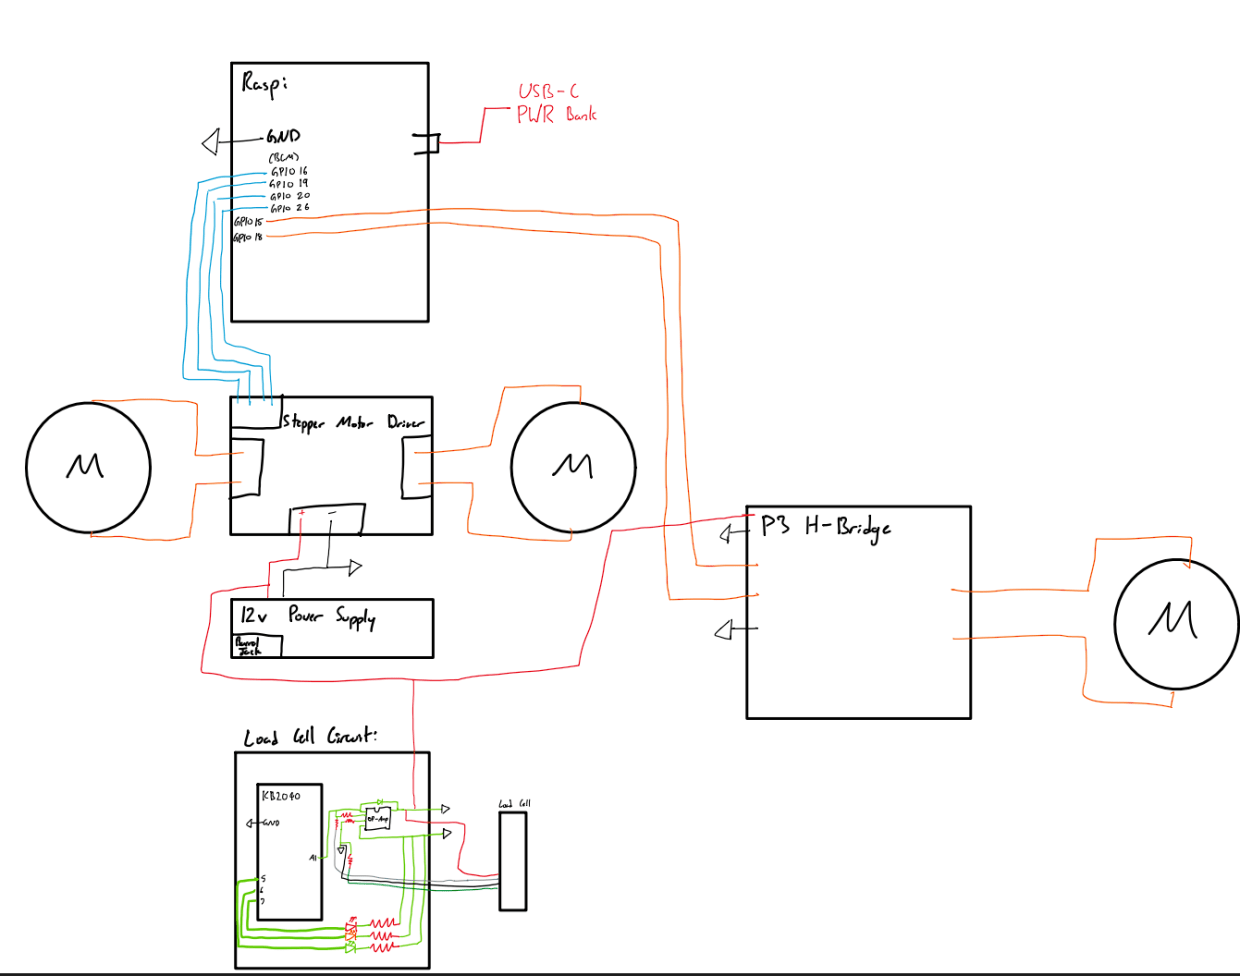 Raspi
USB-C
PWR Bank
GND
(BCM)
GPIO 16
GPIO 19
GPIO 20
GPIO 26
GPIO 15
GPIO 18
Stepper Motor Driver
M
M
+ -
P3 H-Bridge
M
12v Power Supply
Barrel
Jack
Load Cell Circuit:
KB2040
GND
A1
OP-Amp
Load Cell
5
6
7